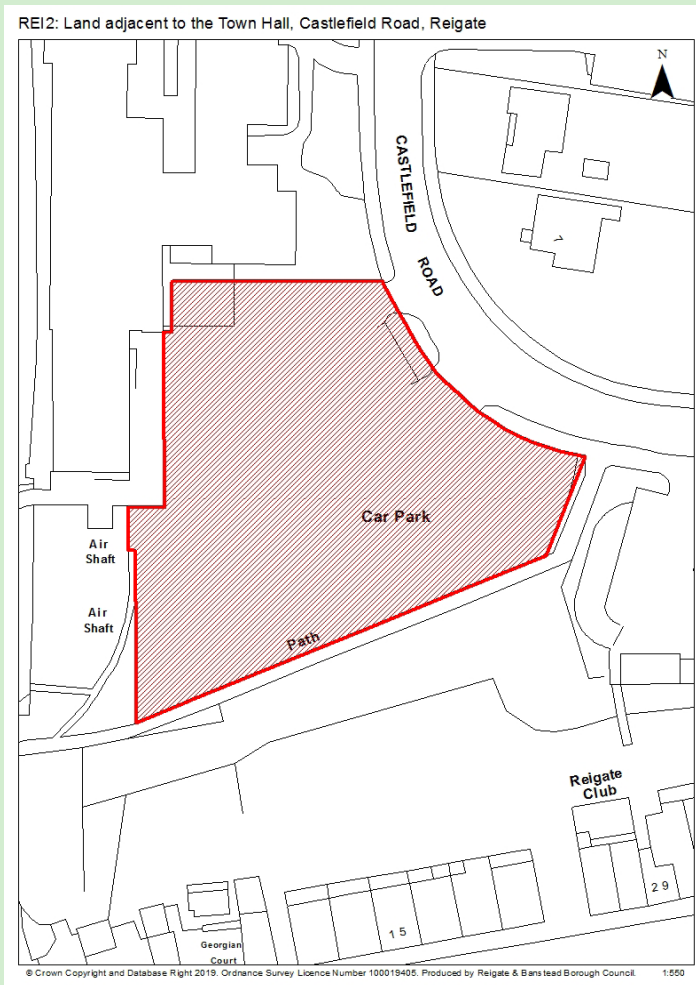 REI2: Land adjacent to the Town Hall, Castlefield Road, Reigate
N
CASTLEFIELD
ROAD
7
Car Park
Air
Shaft
Air
Shaft
Path
Reigate
Club
29
15
Georgian
Court
© Crown Copyright and Database Right 2019. Ordnance Survey Licence Number 100019405. Produced by Reigate & Banstead Borough Council. 1:550